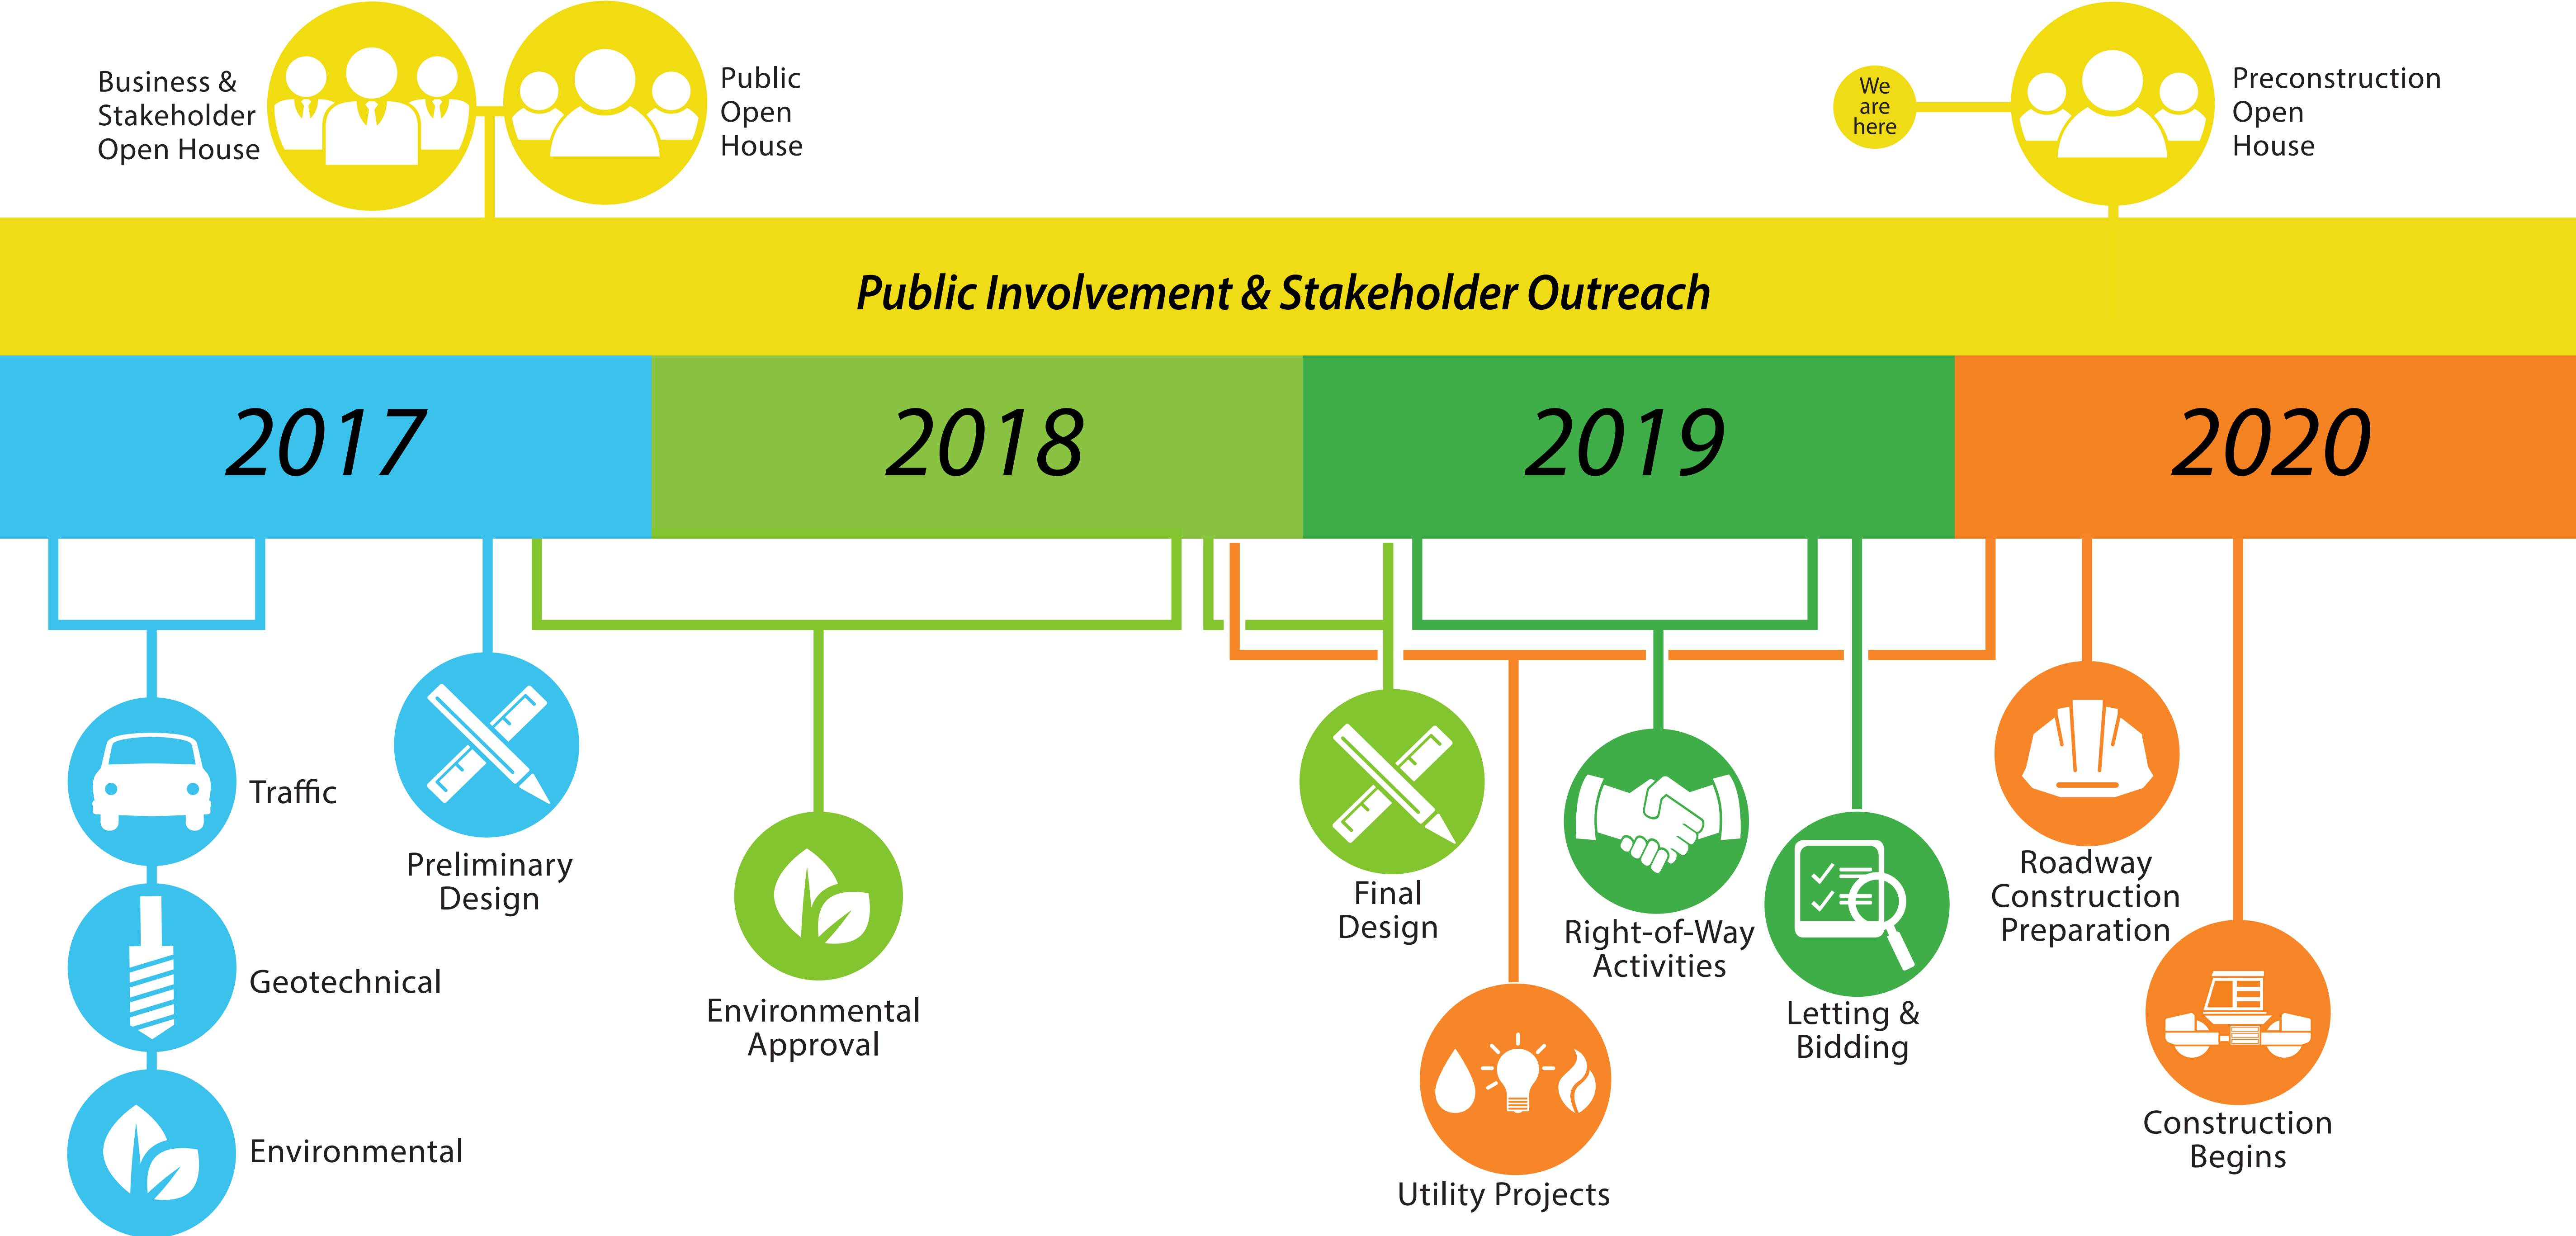 Business &
Stakeholder
Open House
Public
Open
House
We
are
here
Preconstruction
Open
House
Public Involvement & Stakeholder Outreach
2017
2018
2019
2020
Traffic
Geotechnical
Environmental
Preliminary
Design
Environmental
Approval
Final
Design
Utility Projects
Right-of-Way
Activities
Letting &
Bidding
Roadway
Construction
Preparation
Construction
Begins